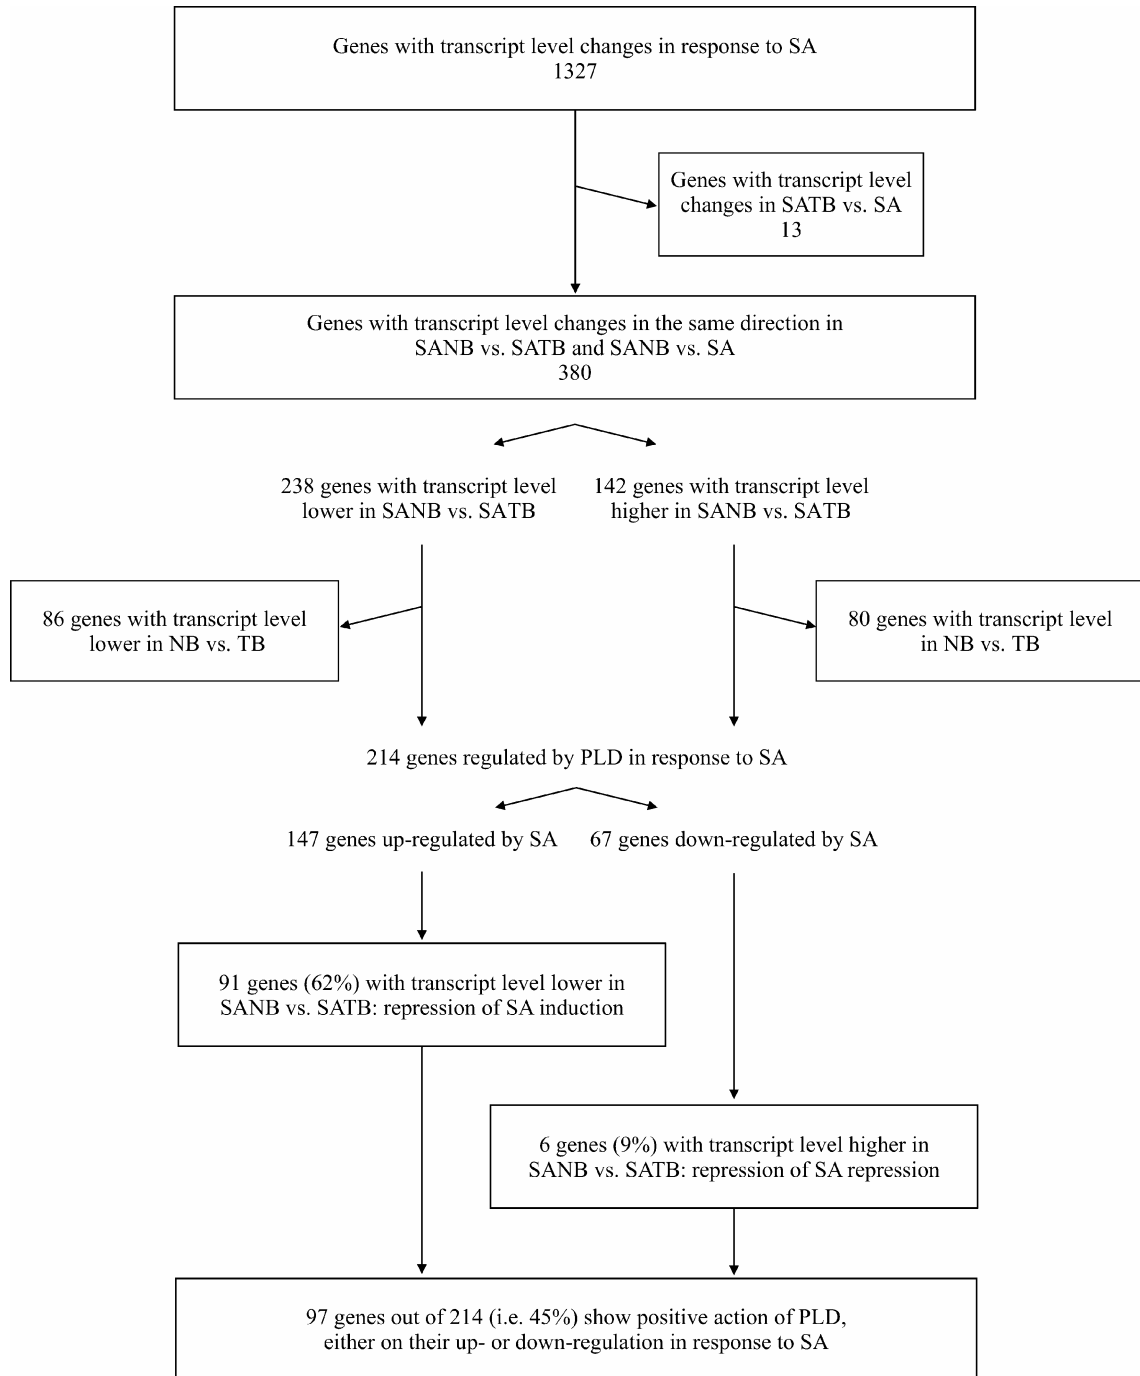 Genes with transcript level changes in response to SA
1327
Genes with transcript level
changes in SATB vs. SA
13
Genes with transcript level changes in the same direction in
SANB vs. SATB and SANB vs. SA
380
238 genes with transcript level
lower in SANB vs. SATB
142 genes with transcript level
higher in SANB vs. SATB
86 genes with transcript level
lower in NB vs. TB
80 genes with transcript level
in NB vs. TB
214 genes regulated by PLD in response to SA
147 genes up-regulated by SA
67 genes down-regulated by SA
91 genes (62%) with transcript level lower in
SANB vs. SATB: repression of SA induction
6 genes (9%) with transcript level higher in
SANB vs. SATB: repression of SA repression
97 genes out of 214 (i.e. 45%) show positive action of PLD,
either on their up- or down-regulation in response to SA